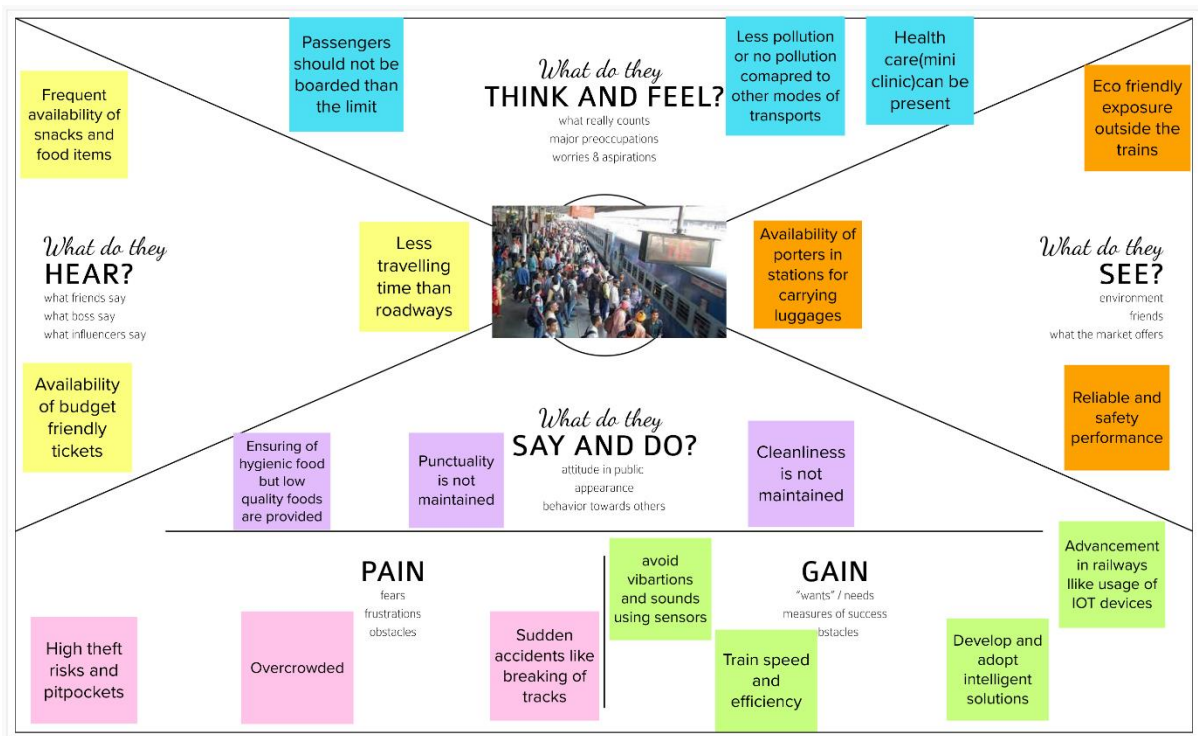 Passengers
should not be
boarded than
the limit
What do they
THINK AND FEEL?
what really counts
major preoccupations
worries & aspirations
Less pollution
or no pollution
comapred to
other modes of
transports
Health
care(mini
clinic)can be
present
Frequent
availability of
snacks and
food items
Eco friendly
exposure
outside the
trains
What do they
HEAR?
what friends say
what boss say
what influencers say
Less
travelling
time than
roadways
Availability of
porters in
stations for
carrying
luggages
What do they
SEE?
environment
friends
what the market offers
Availability
of budget
friendly
tickets
Reliable and
safety
performance
What do they
SAY AND DO?
attitude in public
appearance
behavior towards others
Ensuring of
hygienic food
but low
quality foods
are provided
Punctuality
is not
maintained
Cleanliness
is not
maintained
PAIN
fears
frustrations
obstacles
High theft
risks and
pitpockets
Overcrowded
Sudden
accidents like
breaking of
tracks
avoid
vibartions
and sounds
using sensors
GAIN
"wants" / needs
measures of success
bstacles
Train speed
and
efficiency
Develop and
adopt
intelligent
solutions
Advancement
in railways
llike usage of
IOT devices